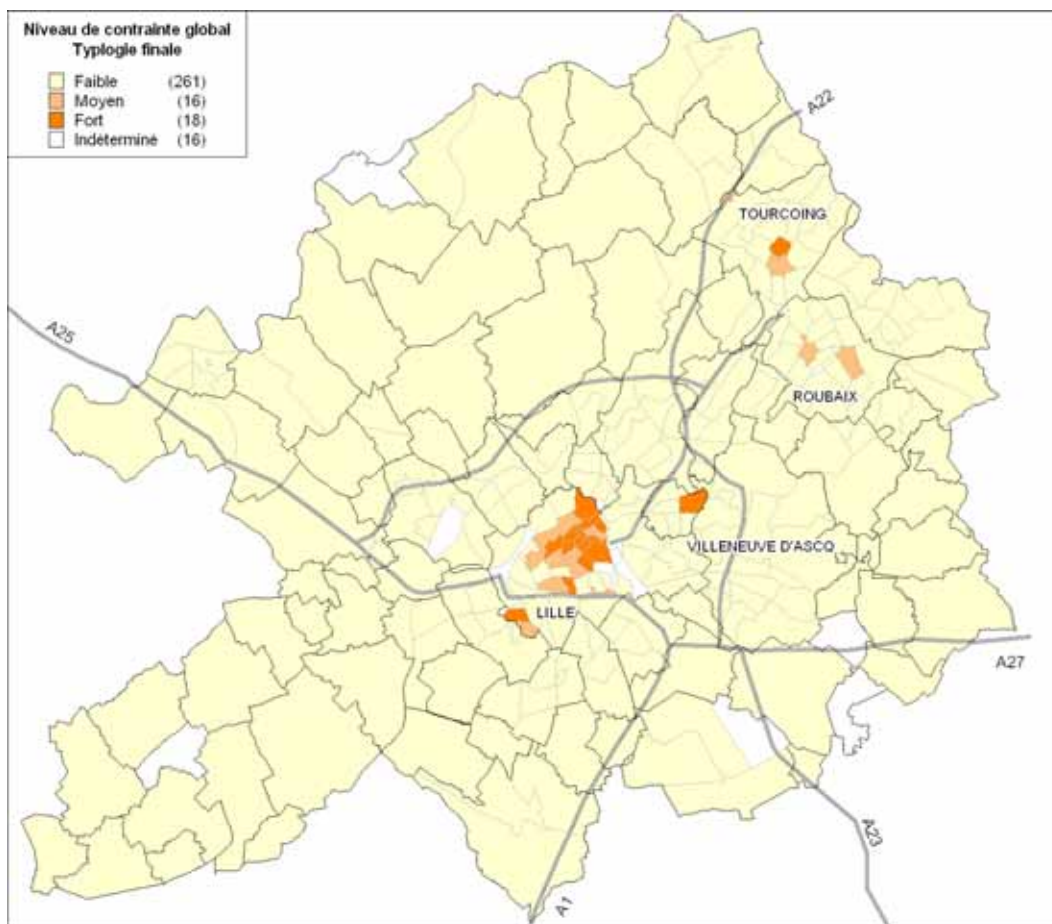 Niveau de contrainte global
Typlogie finale
Faible (261)
Moyen (16)
Fort (18)
Indéterminé (16)
A22
TOURCOING
A25
ROUBAIX
VILLENEUVE D'ASCQ
LILLE
A27
A23
A1